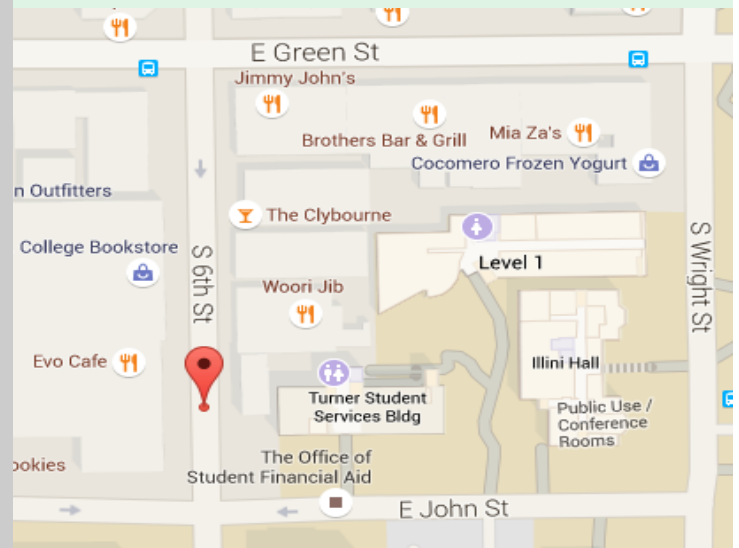 E Green St
Jimmy John's
Brothers Bar & Grill
Mia Za's
Cocomero Frozen Yogurt
n Outfitters
The Clybourne
College Bookstore
S 6th St
Level 1
S Wright St
Woori Jib
Evo Cafe
Illini Hall
Turner Student
Services Bldg
Public Use /
Conference
Rooms
ookies
The Office of
Student Financial Aid
E John St